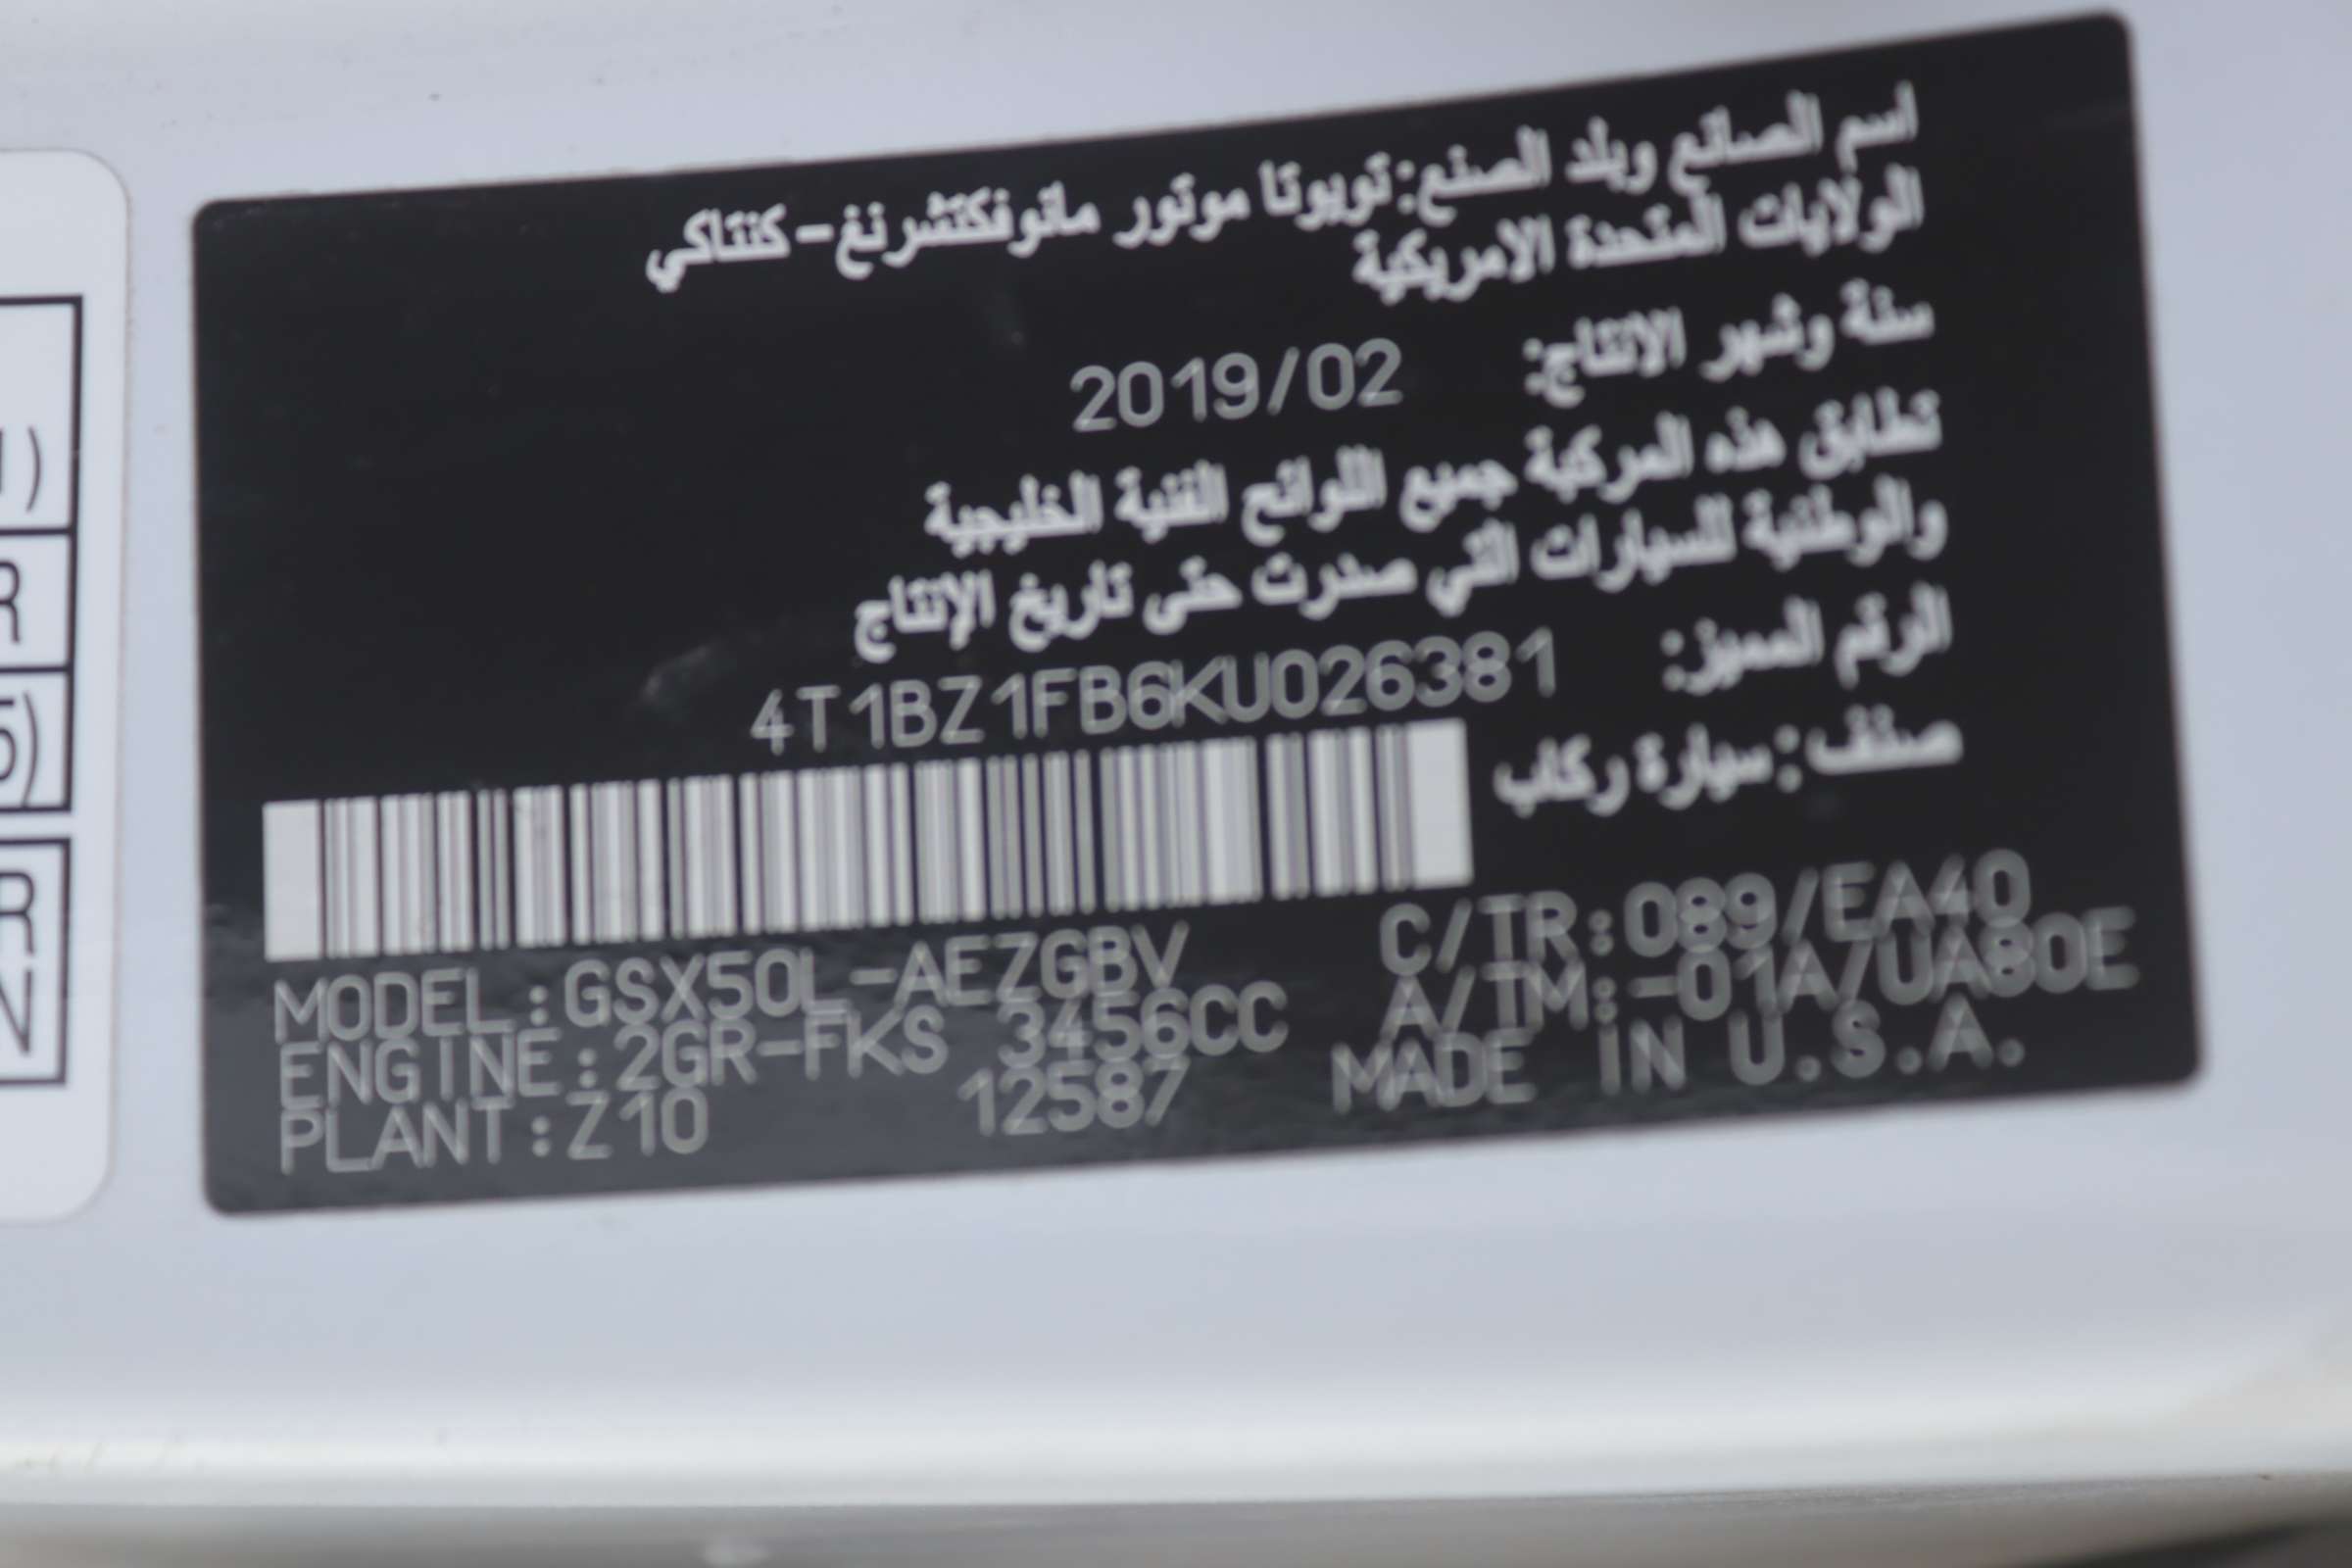 اسم الصانع وبلد الصنع:تويوتا موتور مانوفكتشرنغ-كنتاكي
الولايات المتحدة الامريكية
سنة وشهر الانتاج: 2019/02
تطابق هذه المركبة جميع اللوائح الفنية الخليجية
والوطنية للسيارات التي صدرت حتى تاريخ الإنتاج
الرقم المميز: 4T1BZ1FB6KU026381
صنف:سيارة ركاب
MODEL:GSX50L-AEZGBV C/TR:089/EA40
ENGINE:2GR-FKS 3456CC A/TM:-01A/UA80E
PLANT:Z10 12587 MADE IN U.S.A.